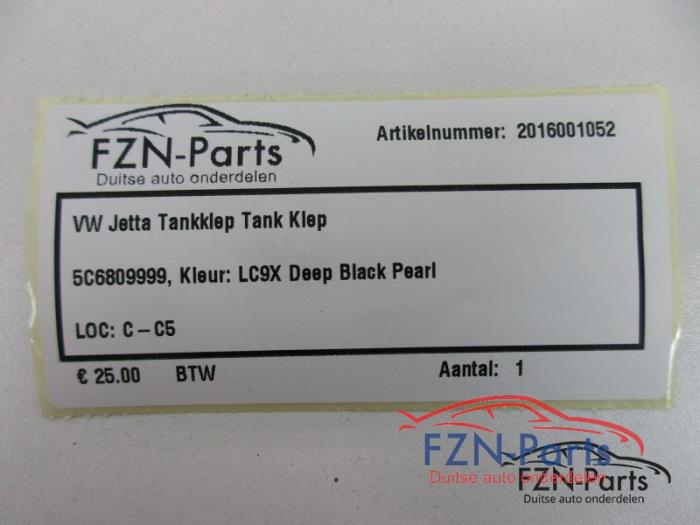 FZN-Parts
Duitse auto onderdelen
Artikelnummer: 2016001052
VW Jetta Tankklep Tank Klep
5C6809999, Kleur: LC9X Deep Black Pearl
LOC: C-C5
€ 25.00 BTW Aantal: 1
FZN-Parts
Duitse auto onderdelen
FZN-Parts
Duitse auto onderdelen